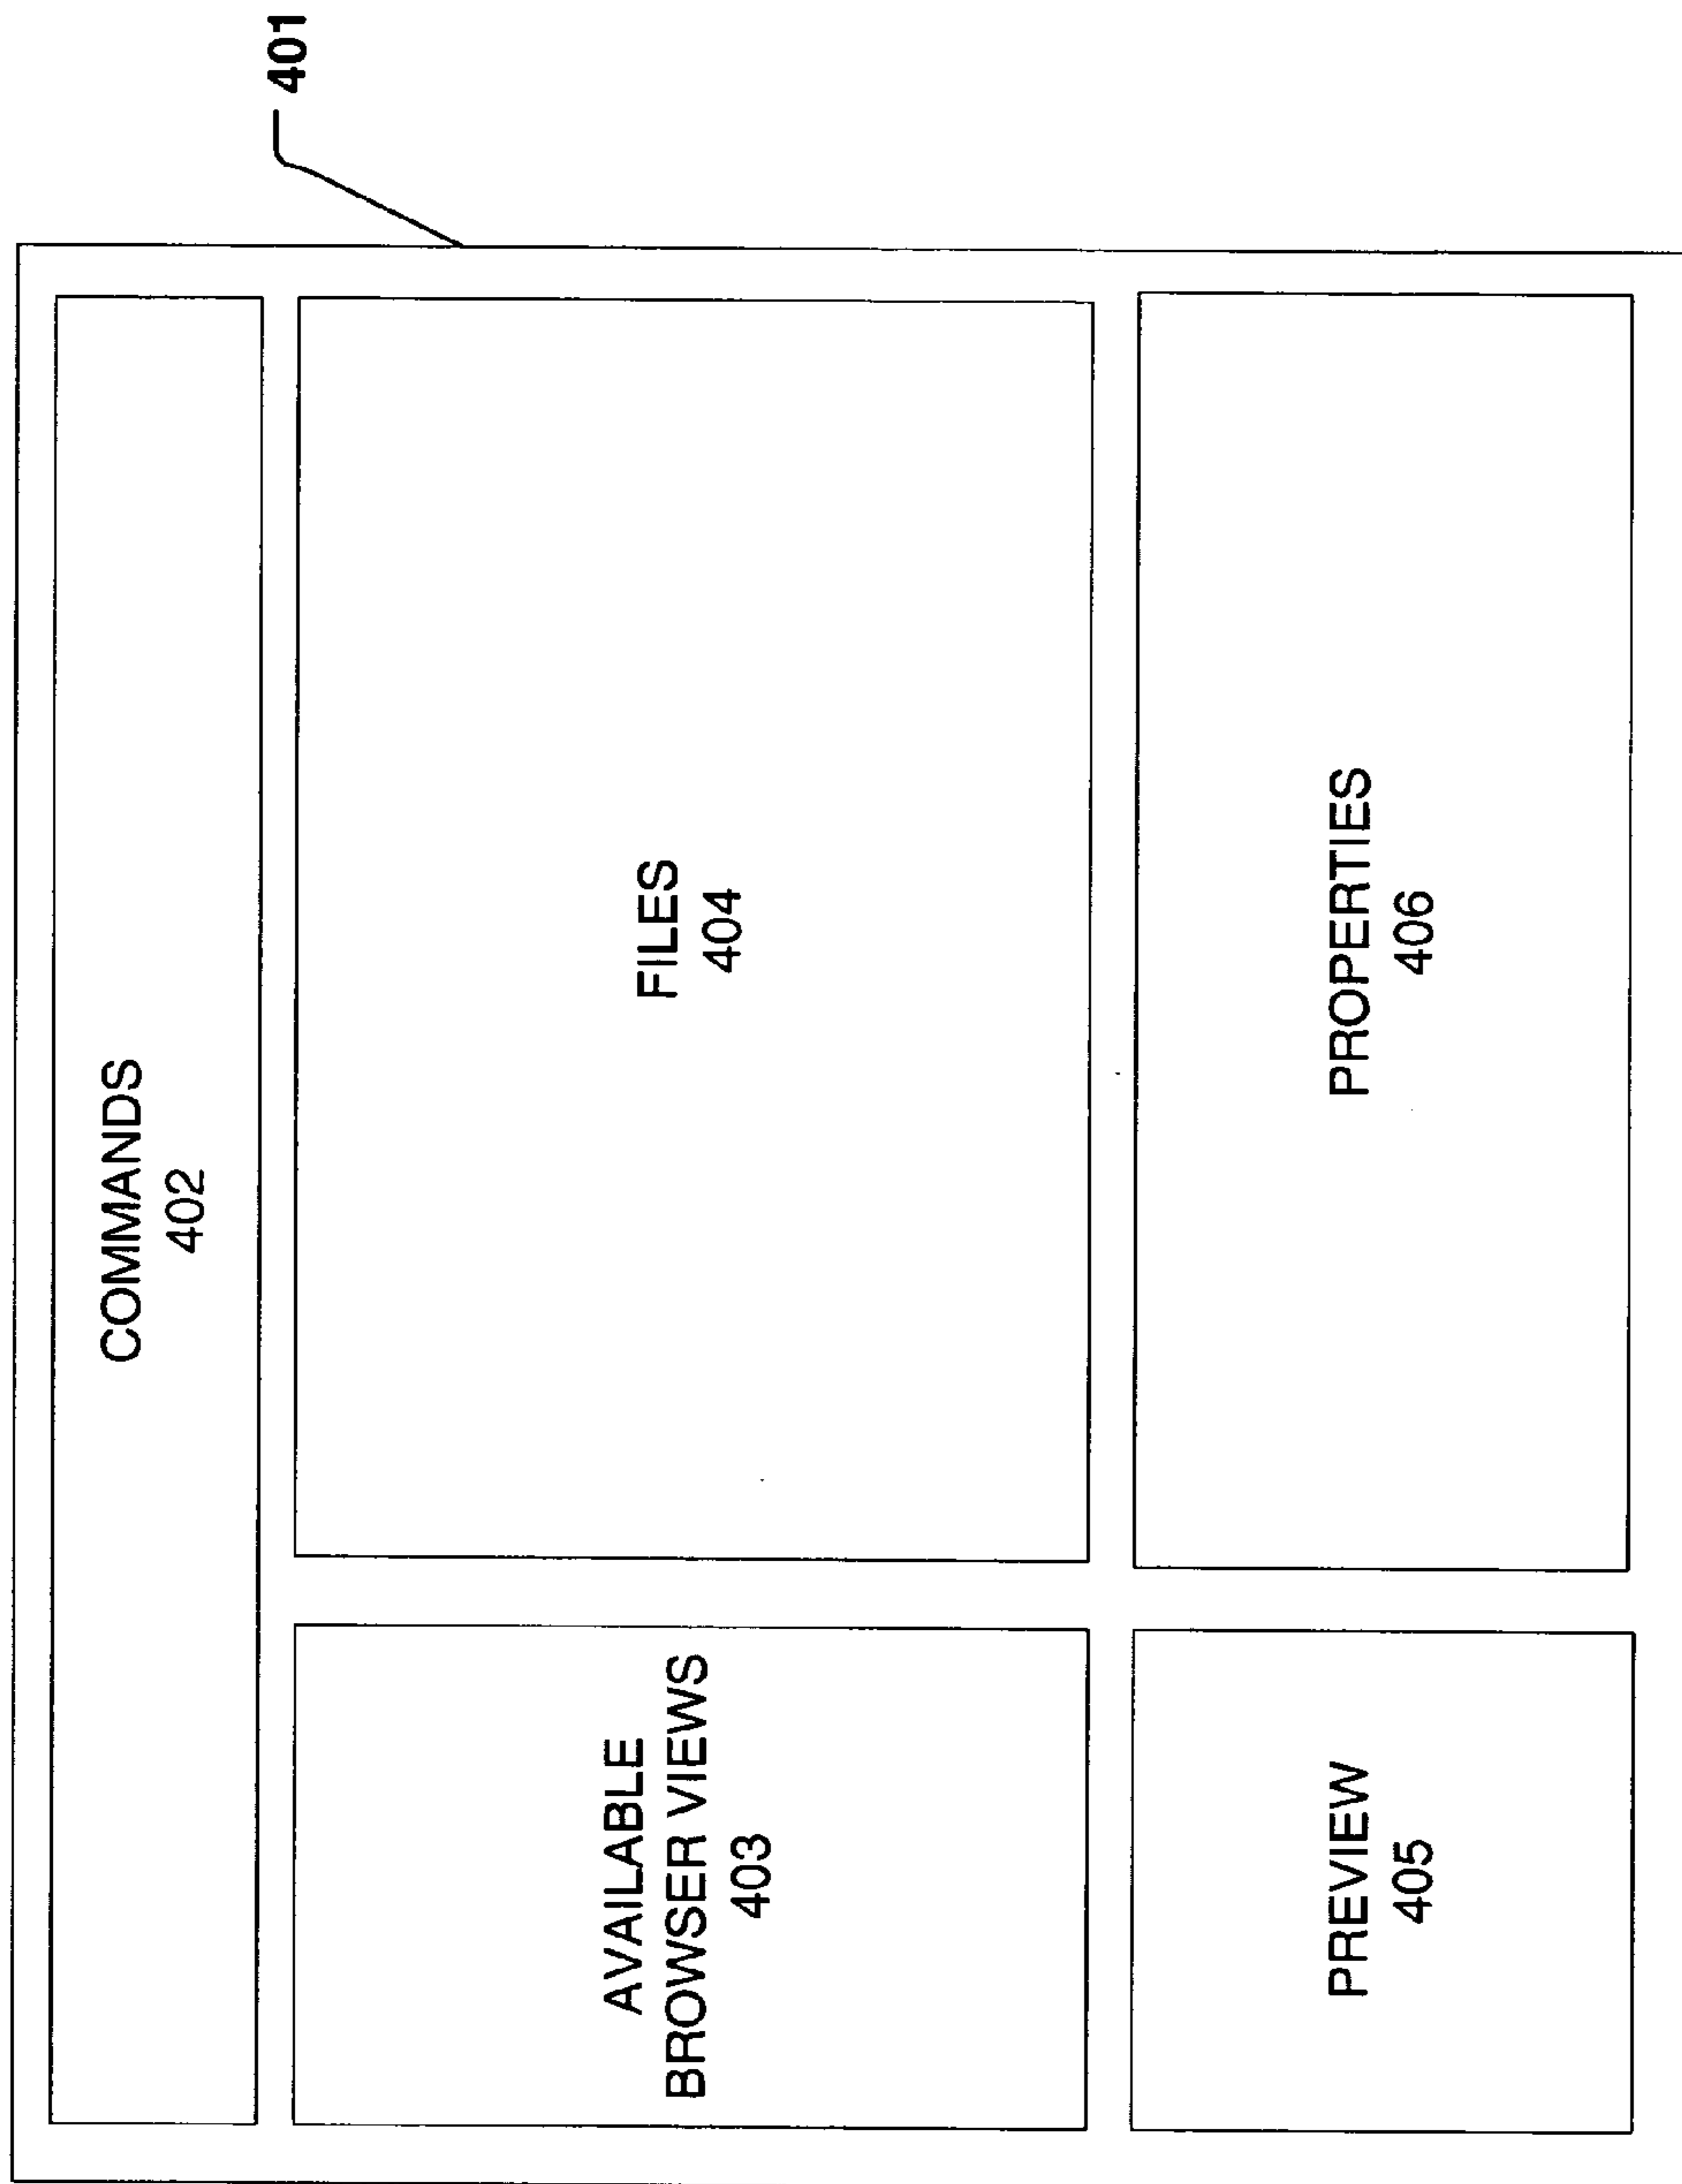 401
COMMANDS
402
AVAILABLE
BROWSER VIEWS
403
FILES
404
PREVIEW
405
PROPERTIES
406